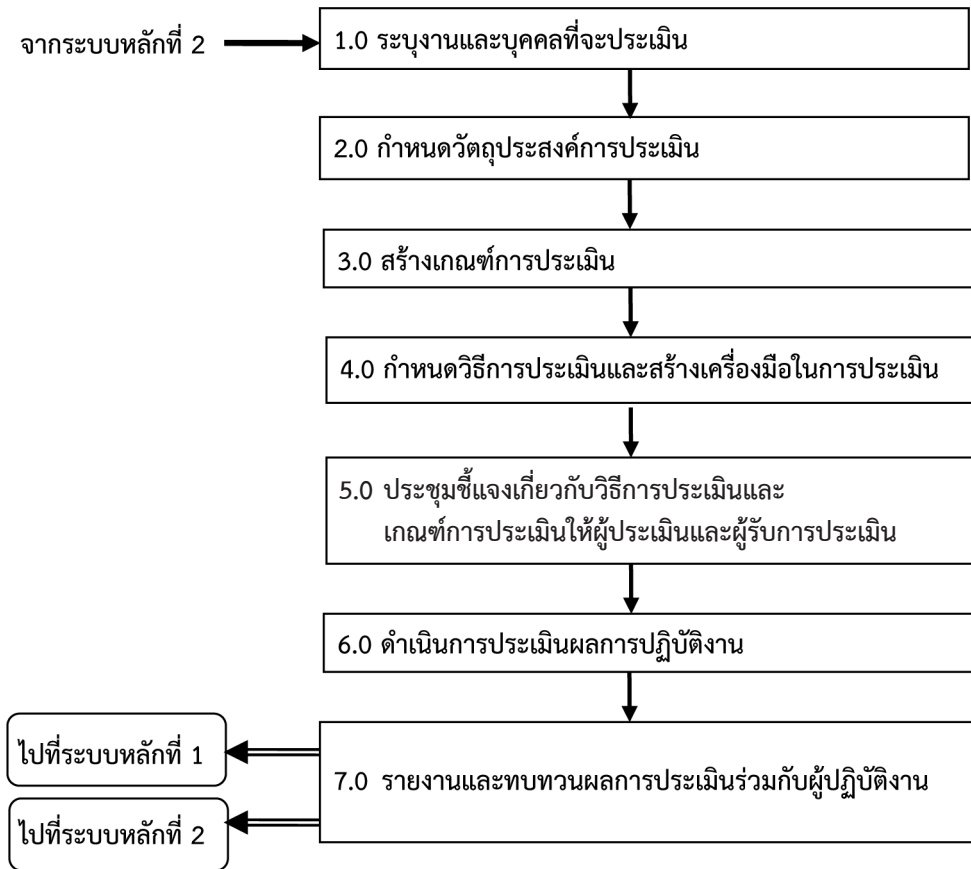 จากระบบหลักที่ 2
1.0 ระบุงานและบุคคลที่จะประเมิน
2.0 กำหนดวัตถุประสงค์การประเมิน
3.0 สร้างเกณฑ์การประเมิน
4.0 กำหนดวิธีการประเมินและสร้างเครื่องมือในการประเมิน
5.0 ประชุมชี้แจงเกี่ยวกับวิธีการประเมินและ
เกณฑ์การประเมินให้ผู้ประเมินและผู้รับการประเมิน
6.0 ดำเนินการประเมินผลการปฏิบัติงาน
ไปที่ระบบหลักที่ 1
7.0 รายงานและทบทวนผลการประเมินร่วมกับผู้ปฏิบัติงาน
ไปที่ระบบหลักที่ 2